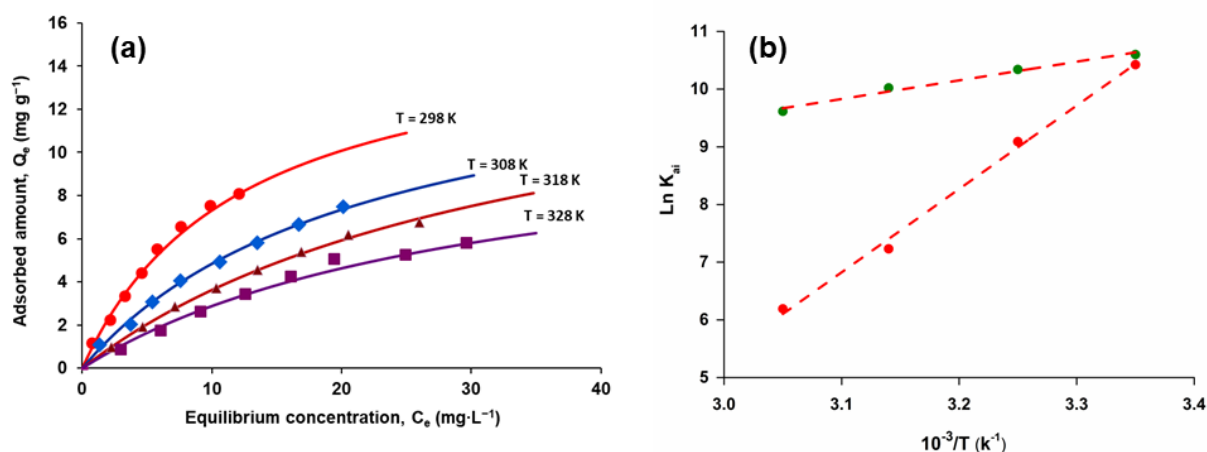 (a)
16
14
12
10
8
6
4
2
0
Adsorbed amount, Qₑ (mg g⁻¹)
T = 298 K
T = 308 K
T = 318 K
T = 328 K
0 10 20 30 40
Equilibrium concentration, Cₑ (mg·L⁻¹)
(b)
11
10
9
8
7
6
5
Ln Kₐᵢ
3.0 3.1 3.2 3.3 3.4
10⁻³/T (k⁻¹)